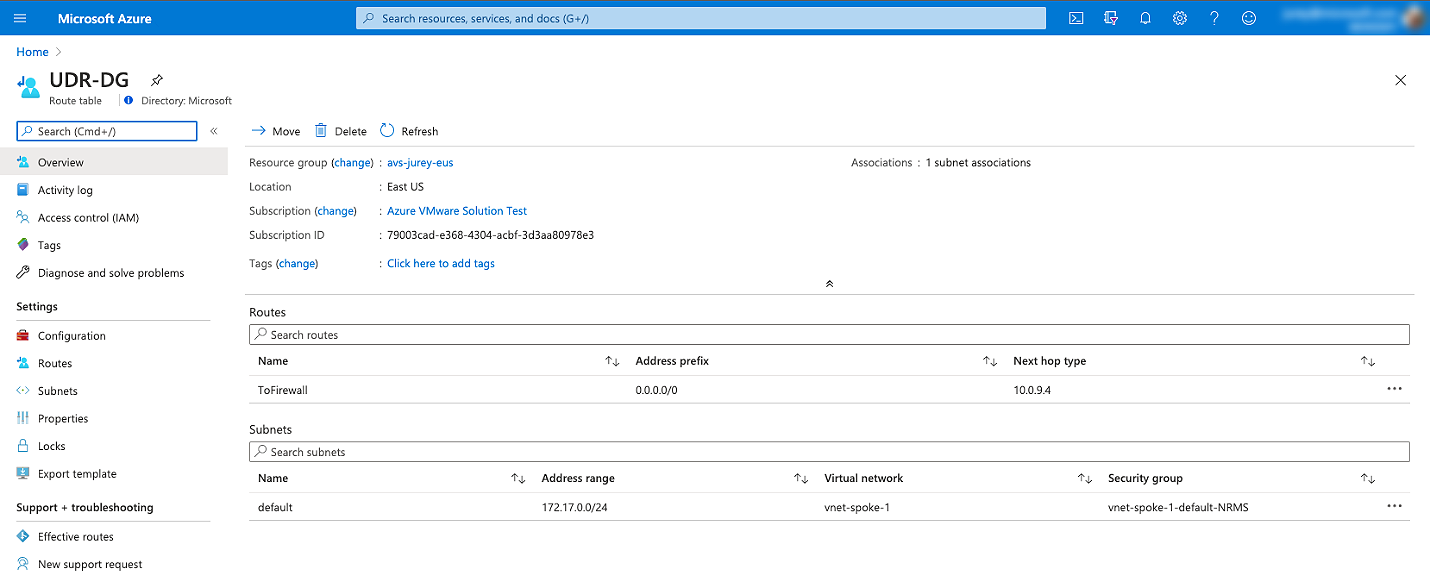 Microsoft Azure
Search resources, services, and docs (G+/)
Home
UDR-DG
Route table
Directory: Microsoft
Search (Cmd+/)
«
Move Delete Refresh
Overview
Activity log
Access control (IAM)
Tags
Diagnose and solve problems
Settings
Configuration
Routes
Subnets
Properties
Locks
Export template
Support + troubleshooting
Effective routes
New support request
Resource group (change) : avs-jurey-eus
Location : East US
Subscription (change) : Azure VMware Solution Test
Subscription ID : 79003cad-e368-4304-acbf-3d3aa80978e3
Tags (change) : Click here to add tags
Associations : 1 subnet associations
Routes
Search routes
Name Address prefix Next hop type
ToFirewall 0.0.0.0/0 10.0.9.4
Subnets
Search subnets
Name Address range Virtual network Security group
default 172.17.0.0/24 vnet-spoke-1 vnet-spoke-1-default-NRMS